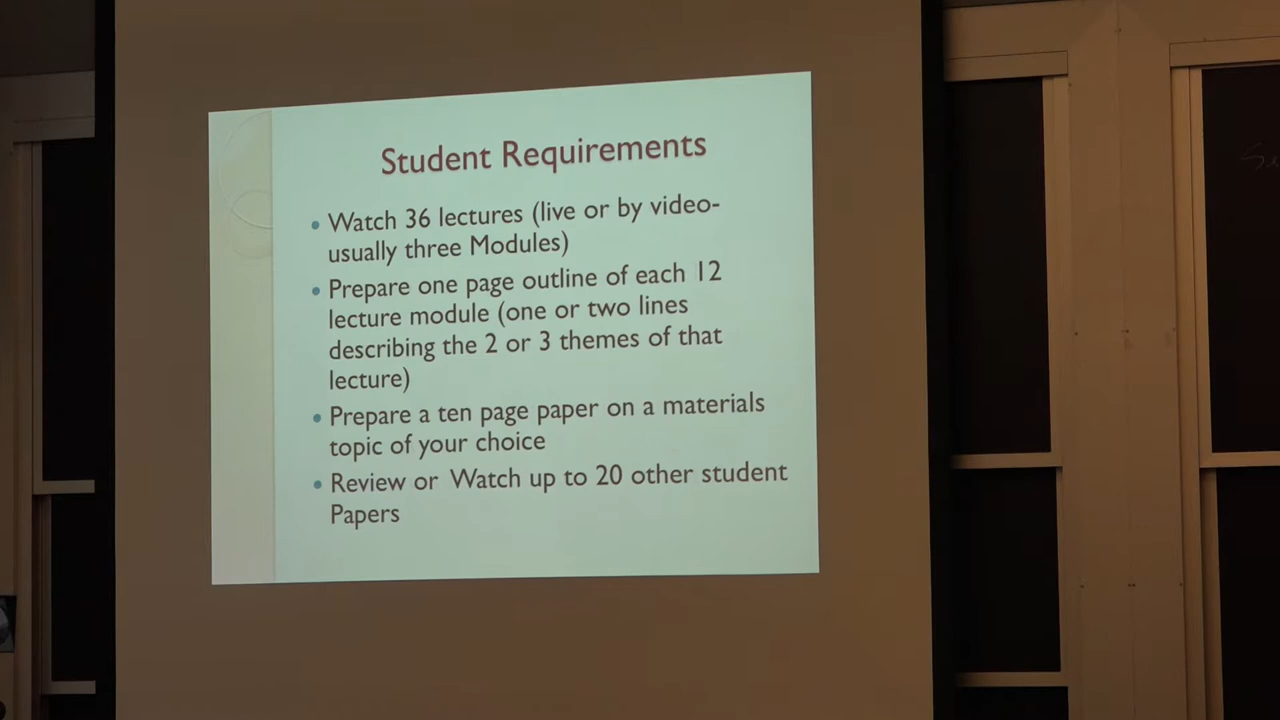 Student Requirements
• Watch 36 lectures (live or by video-
usually three Modules)
• Prepare one page outline of each 12
lecture module (one or two lines
describing the 2 or 3 themes of that
lecture)
• Prepare a ten page paper on a materials
topic of your choice
• Review or Watch up to 20 other student
Papers